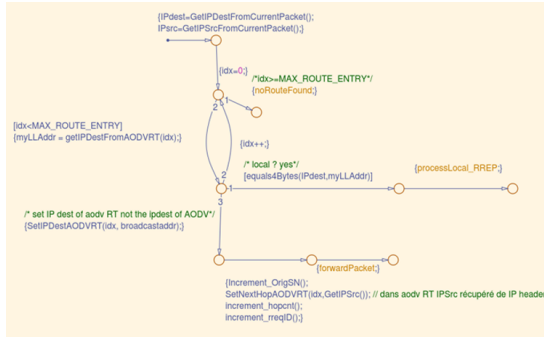 {IPdest=GetIPDestFromCurrentPacket();
IPsrc=GetIPSrcFromCurrentPacket();}
{idx=0;}
/*idx>=MAX_ROUTE_ENTRY*/
{noRouteFound;}
2
1
[idx<MAX_ROUTE_ENTRY]
{myLLAddr = getIPDestFromAODVRT(idx);}
{idx++;}
/* local ? yes*/
[equals4Bytes(IPdest,myLLAddr)]
{processLocal_RREP;}
2
1
3
/* set IP dest of aodv RT not the ipdest of AODV*/
{SetIPDestAODVRT(idx, broadcastaddr);}
{forwardPacket;}
{Increment_OrigSN();
SetNextHopAODVRT(idx,GetIPSrc()); // dans aodv RT IPSrc récupéré de IP header
increment_hopcnt();
increment_rreqID();}